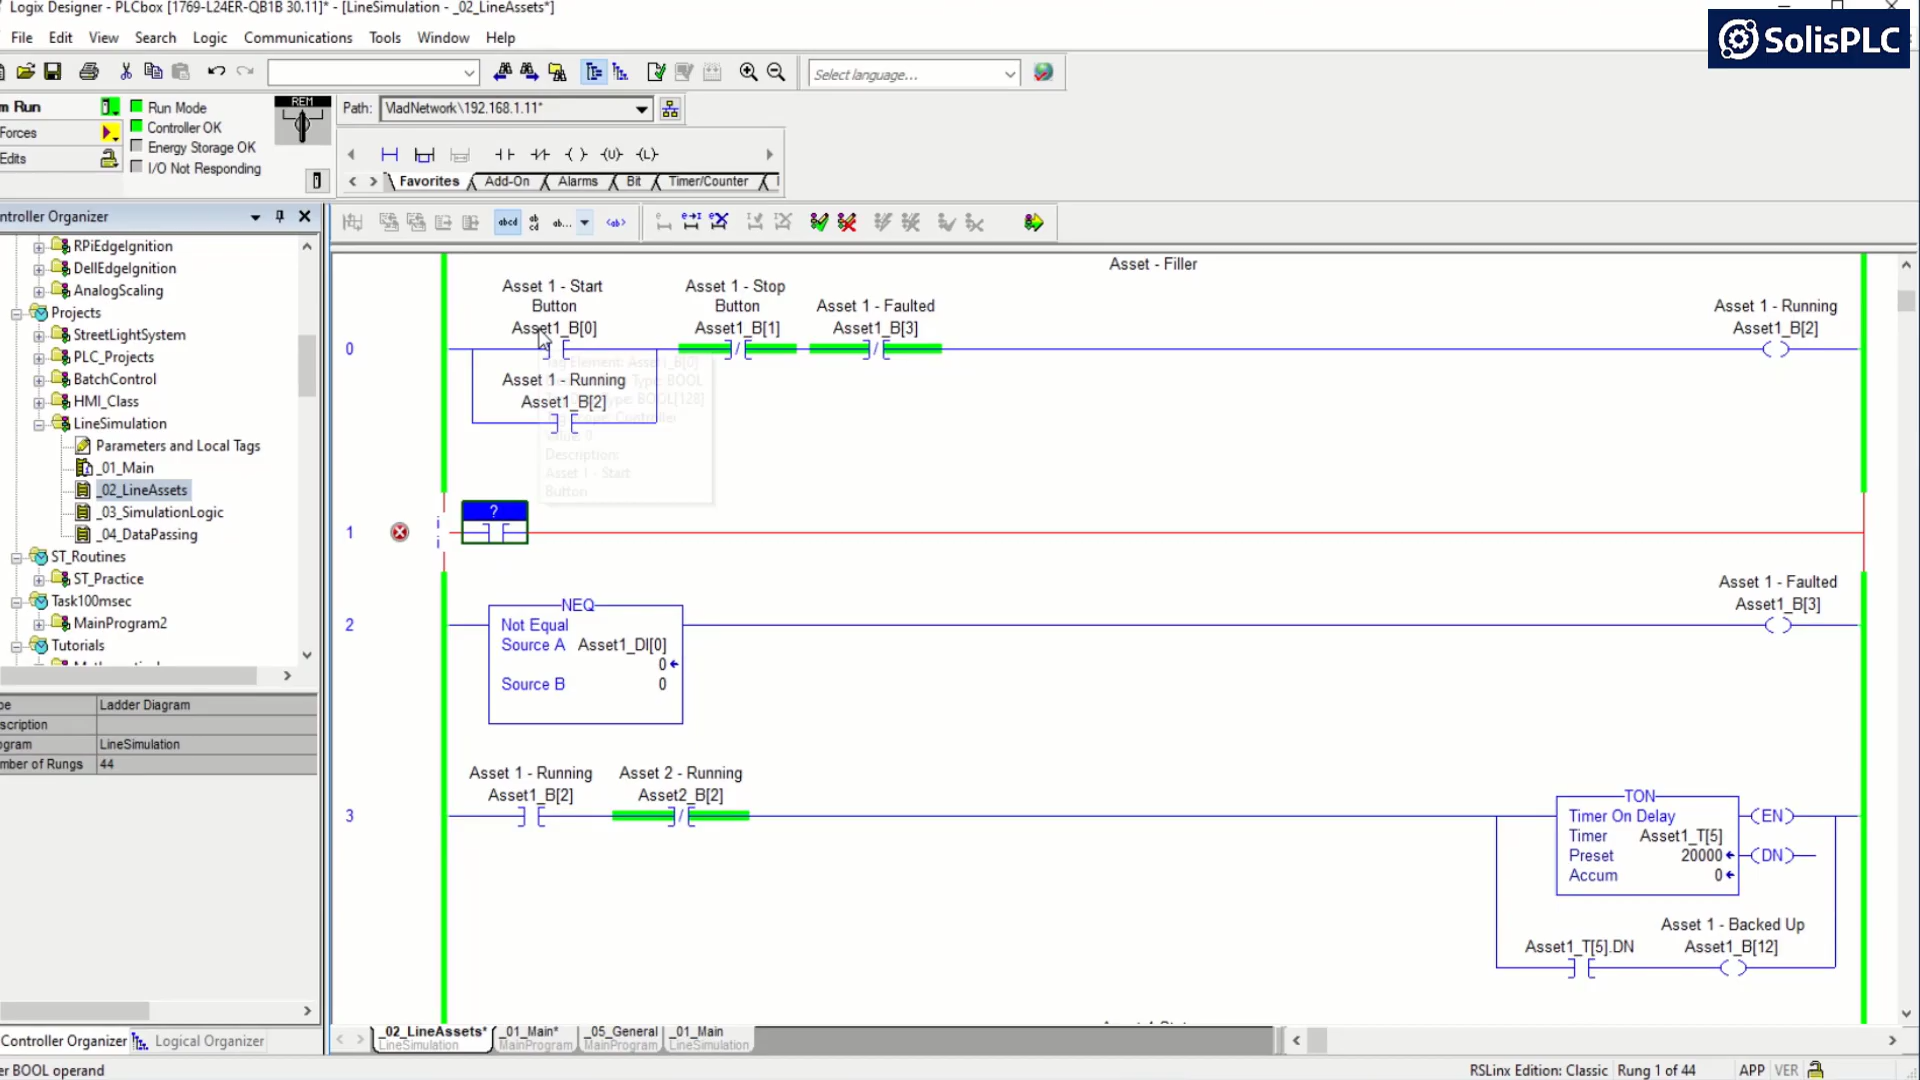 Logix Designer - PLCbox [1769-L24ER-QB1B 30.11]* - [LineSimulation - _02_LineAssets*]
SolisPLC
File Edit View Search Logic Communications Tools Window Help
Select language...
m Run
Run Mode
REM
Path: VladNetwork\192.168.1.11*
Forces
Controller OK
Edits
Energy Storage OK
I/O Not Responding
Favorites Add-On Alarms Bit Timer/Counter
ntroller Organizer
RPiEdgeIgnition
DellEdgeIgnition
AnalogScaling
Projects
StreetLightSystem
PLC_Projects
BatchControl
HMI_Class
LineSimulation
Parameters and Local Tags
_01_Main
_02_LineAssets
_03_SimulationLogic
_04_DataPassing
ST_Routines
ST_Practice
Task100msec
MainProgram2
Tutorials
pe Ladder Diagram
scription
ogram LineSimulation
mber of Rungs 44
Controller Organizer Logical Organizer
er BOOL operand
Asset - Filler
0
Asset 1 - Start
Button
Asset1_B[0]
Asset 1 - Stop
Button
Asset1_B[1]
Asset 1 - Faulted
Asset1_B[3]
Asset 1 - Running
Asset1_B[2]
Asset 1 - Running
Asset1_B[2]
Description:
Asset 1 - Start
Button
1
?
2
NEQ
Not Equal
Source A Asset1_DI[0]
0
Source B 0
Asset 1 - Faulted
Asset1_B[3]
3
Asset 1 - Running
Asset1_B[2]
Asset 2 - Running
Asset2_B[2]
TON
Timer On Delay
Timer Asset1_T[5]
Preset 20000
Accum 0
EN
DN
Asset1_T[5].DN
Asset 1 - Backed Up
Asset1_B[12]
_02_LineAssets*
LineSimulation
_01_Main*
MainProgram
_05_General
MainProgram
_01_Main
LineSimulation
RSLinx Edition: Classic Rung 1 of 44 APP VER